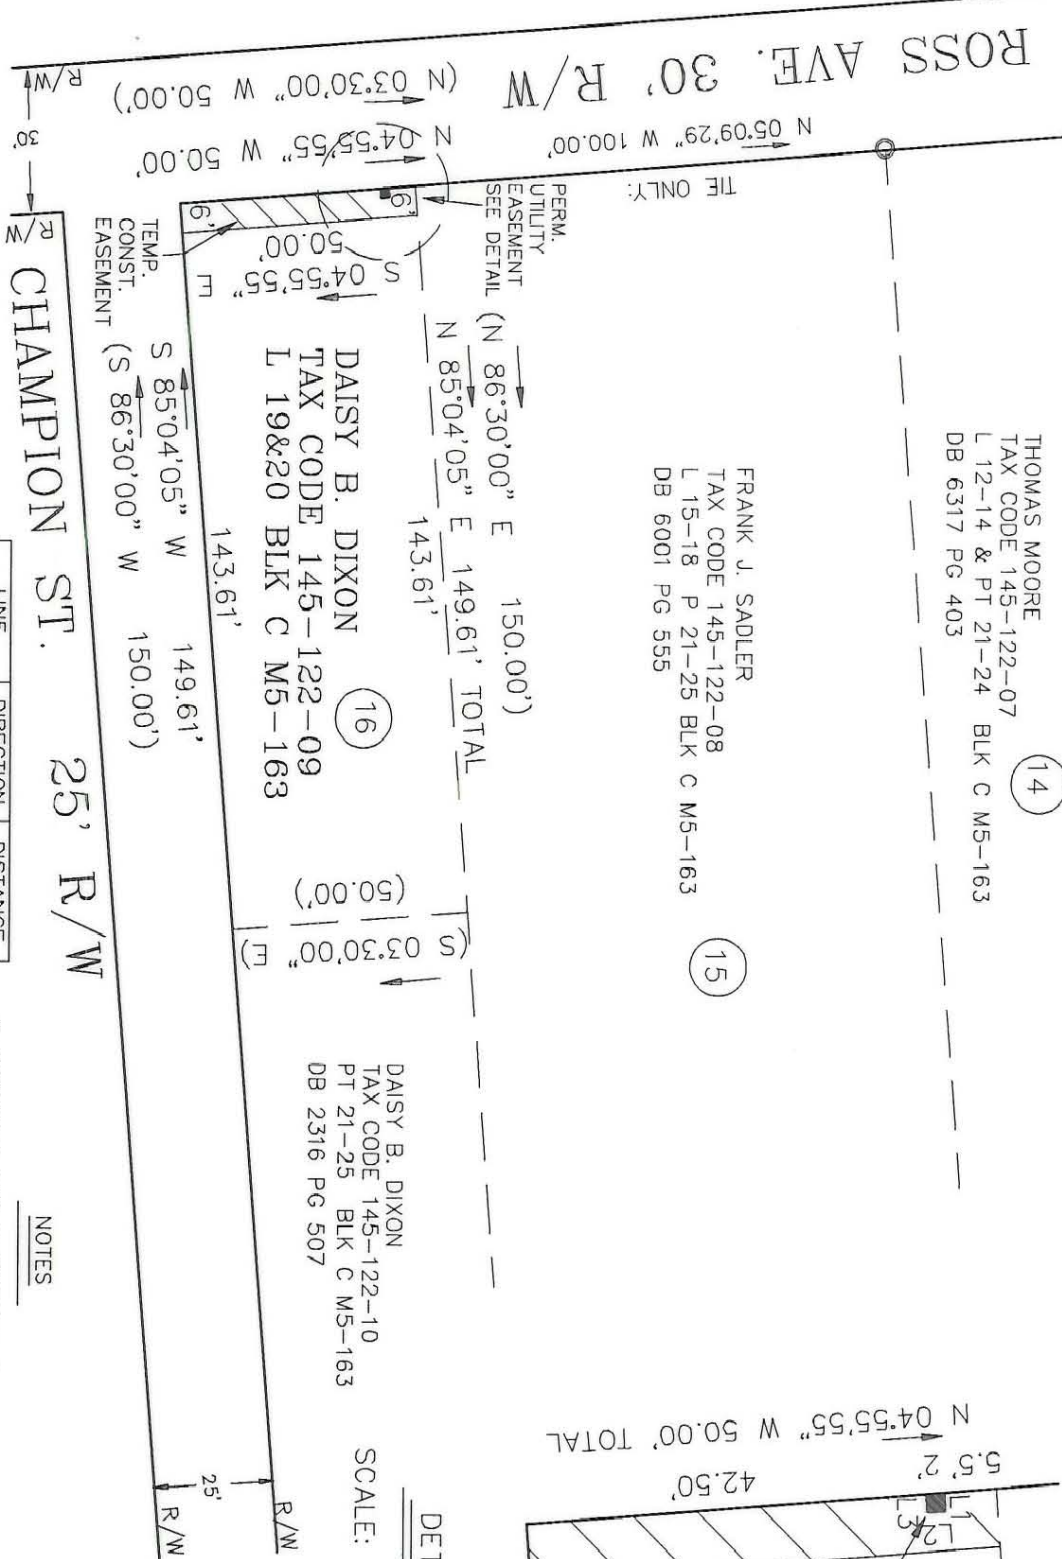 ROSS AVE. 30' R/W
(N 03°30'00" W 50.00')
N 04°55'55" W 50.00'
N 05°09'29" W 100.00'
TIE ONLY:
R/W
30'
R/W
PERM.
UTILITY
EASEMENT
SEE DETAIL
6'
6'
50.00'
S 04°55'55" E
TEMP.
CONST.
EASEMENT
THOMAS MOORE
TAX CODE 145-122-07
L 12-14 & PT 21-24 BLK C M5-163
DB 6317 PG 403
14
FRANK J. SADLER
TAX CODE 145-122-08
L 15-18 P 21-25 BLK C M5-163
DB 6001 PG 555
15
(N 86°30'00" E 150.00')
N 85°04'05" E 149.61' TOTAL
143.61'
DAISY B. DIXON
TAX CODE 145-122-09
L 19&20 BLK C M5-163
16
143.61'
S 85°04'05" W 149.61'
(S 86°30'00" W 150.00')
(50.00')
(S 03°30'00" E)
DAISY B. DIXON
TAX CODE 145-122-10
PT 21-25 BLK C M5-163
DB 2316 PG 507
CHAMPION ST. 25' R/W
25'
R/W
R/W
LINE DIRECTION DISTANCE
NOTES
SCALE:
N 04°55'55" W 50.00' TOTAL
5.5' 2' 42.50'
L1
L2
L3